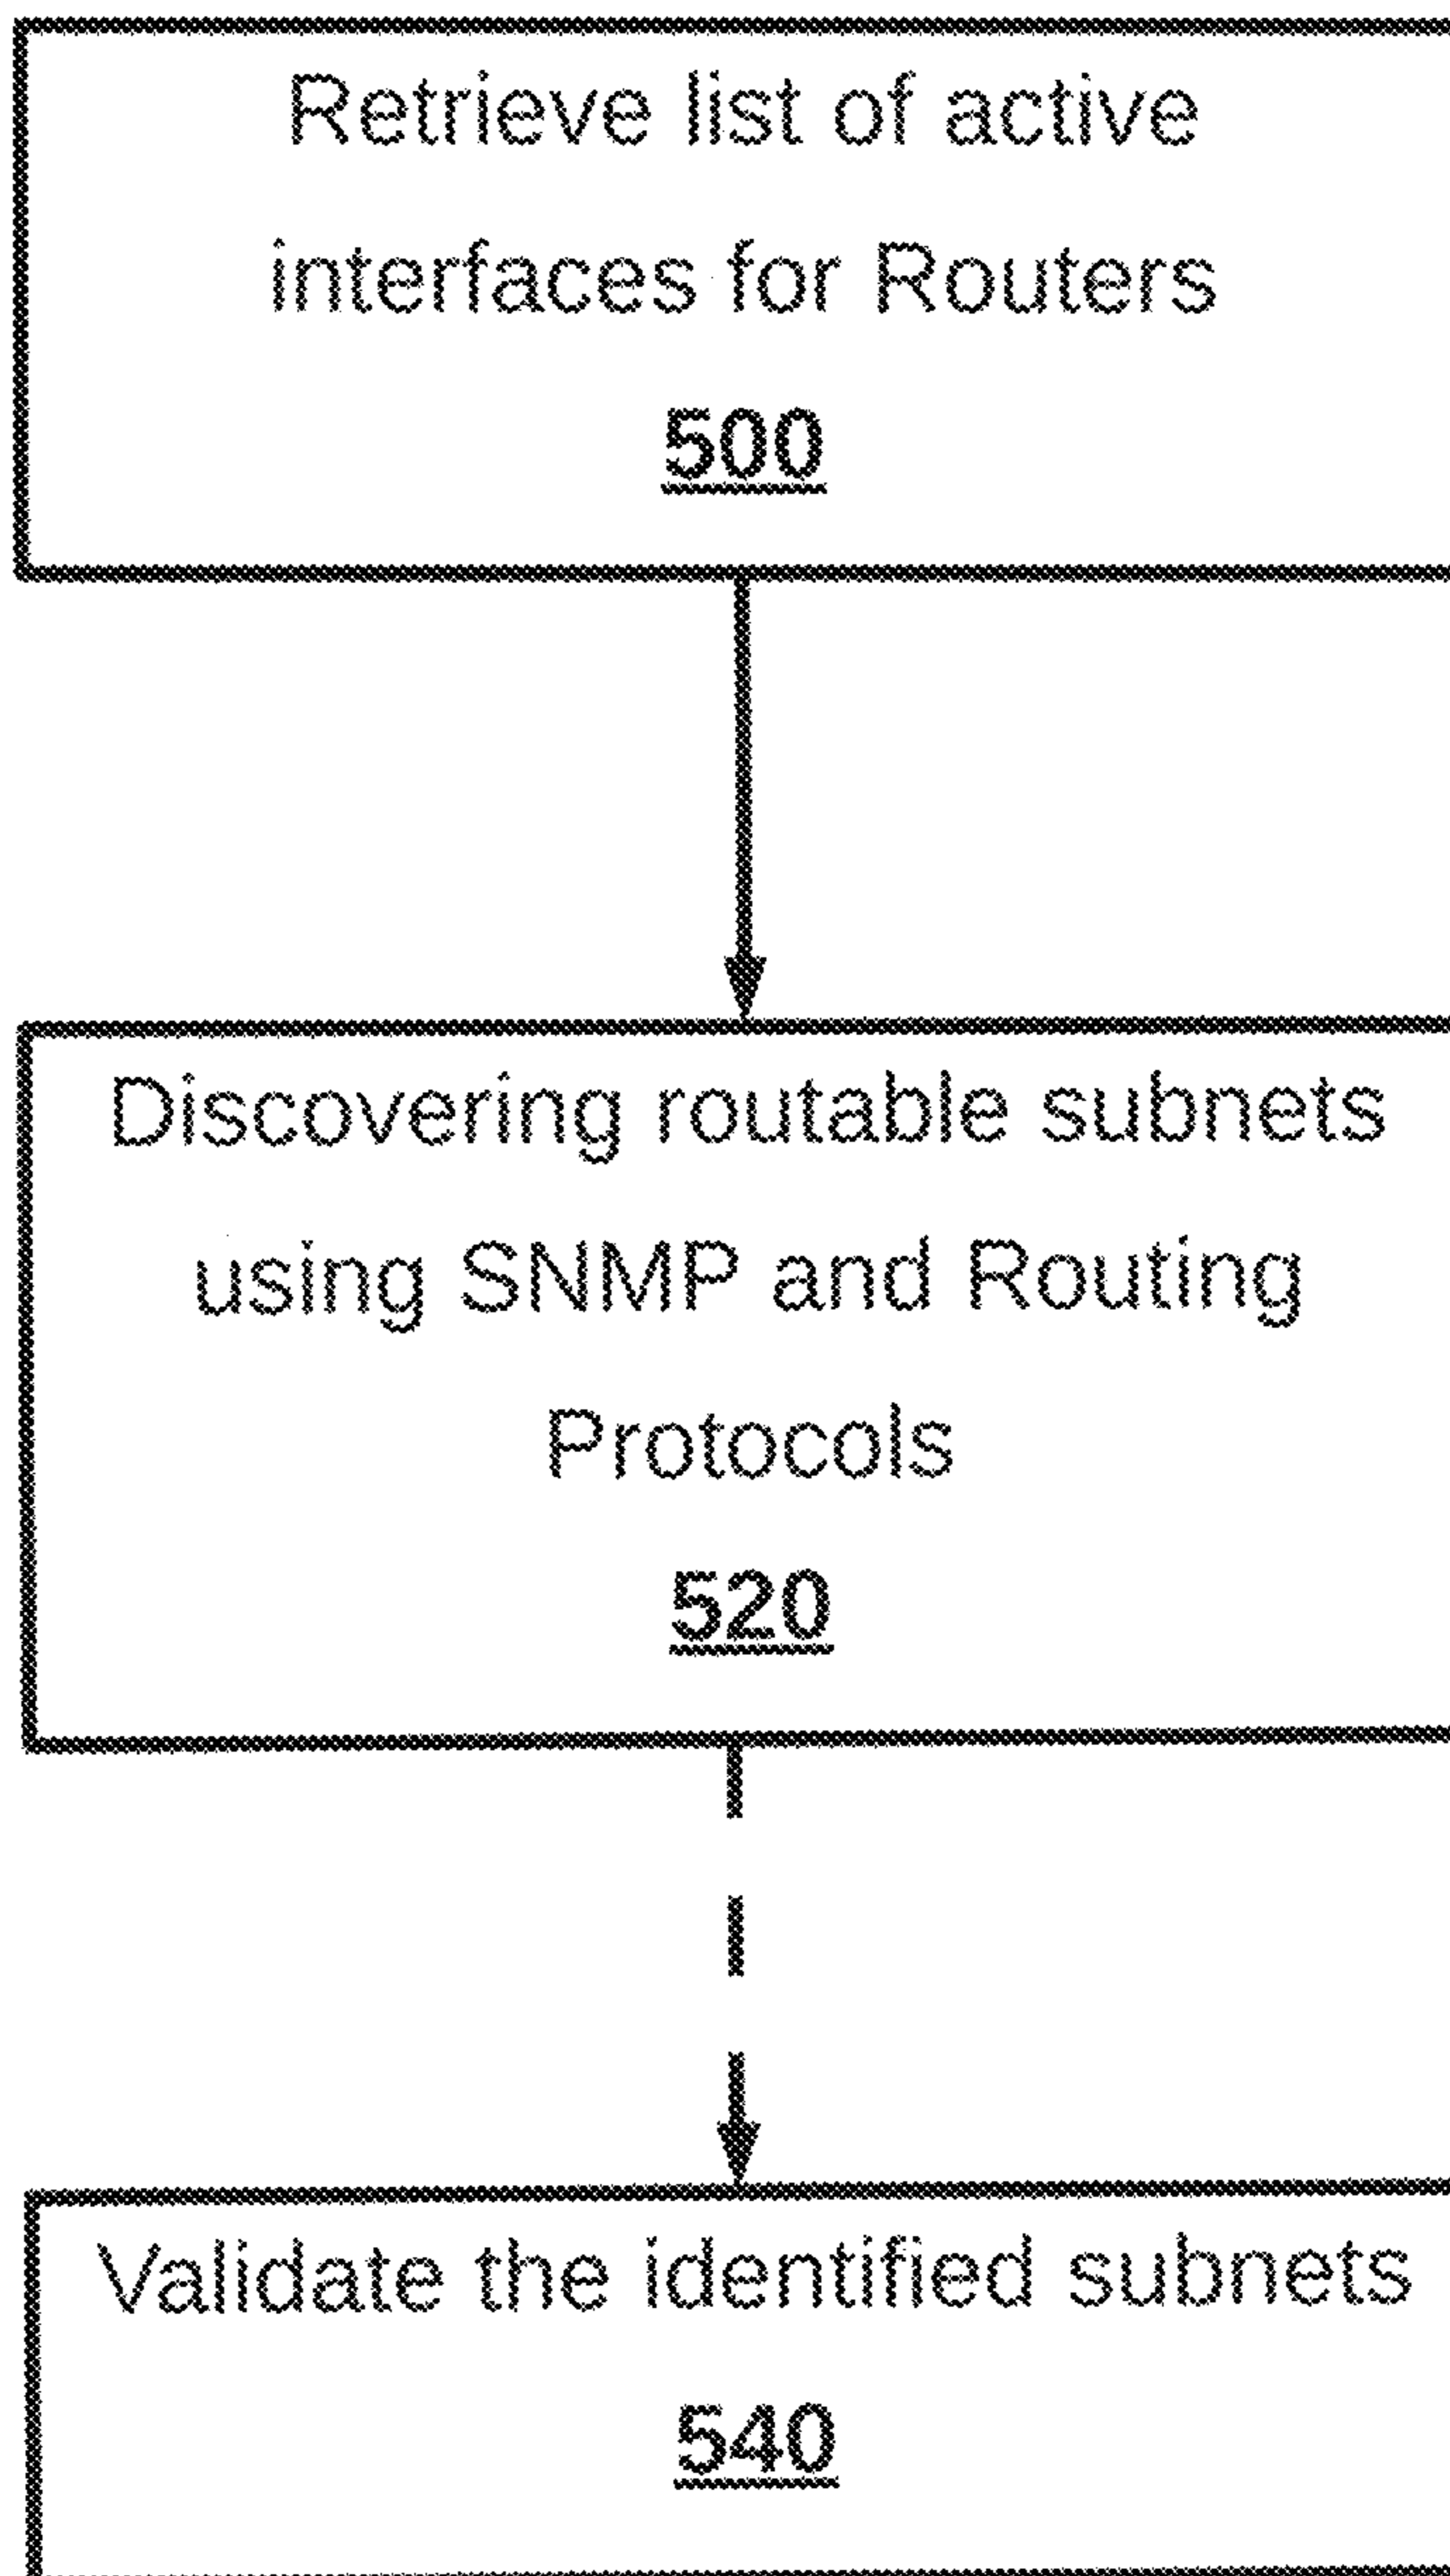 Retrieve list of active
interfaces for Routers
500
Discovering routable subnets
using SNMP and Routing
Protocols
520
Validate the identified subnets
540